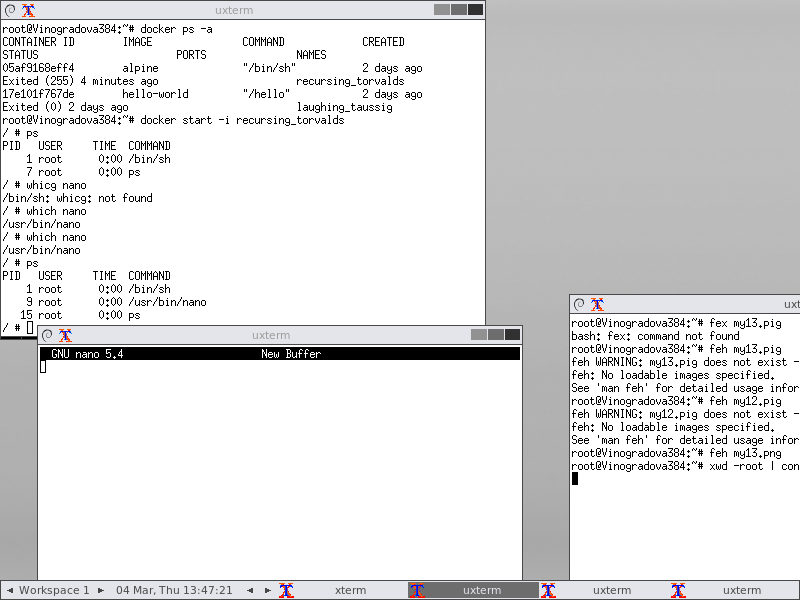 uxterm
root@Vinogradova384:~# docker ps -a
CONTAINER ID        IMAGE               COMMAND             CREATED
STATUS                       PORTS               NAMES
05af9168eff4        alpine              "/bin/sh"           2 days ago
Exited (255) 4 minutes ago                       recursing_torvalds
17e101f767de        hello-world         "/hello"            2 days ago
Exited (0) 2 days ago                            laughing_taussig
root@Vinogradova384:~# docker start -i recursing_torvalds
/ # ps
PID   USER     TIME  COMMAND
    1 root      0:00 /bin/sh
    7 root      0:00 ps
/ # whicg nano
/bin/sh: whicg: not found
/ # which nano
/usr/bin/nano
/ # which nano
/usr/bin/nano
/ # ps
PID   USER     TIME  COMMAND
    1 root      0:00 /bin/sh
    9 root      0:00 /usr/bin/nano
   15 root      0:00 ps
/ #
uxterm
GNU nano 5.4                       New Buffer
uxt
root@Vinogradova384:~# fex my13.pig
bash: fex: command not found
root@Vinogradova384:~# feh my13.pig
feh WARNING: my13.pig does not exist -
feh: No loadable images specified.
See 'man feh' for detailed usage infor
root@Vinogradova384:~# feh my12.pig
feh WARNING: my12.pig does not exist -
feh: No loadable images specified.
See 'man feh' for detailed usage infor
root@Vinogradova384:~# feh my13.png
root@Vinogradova384:~# xwd -root | con
Workspace 1 04 Mar, Thu 13:47:21 xterm uxterm uxterm uxterm